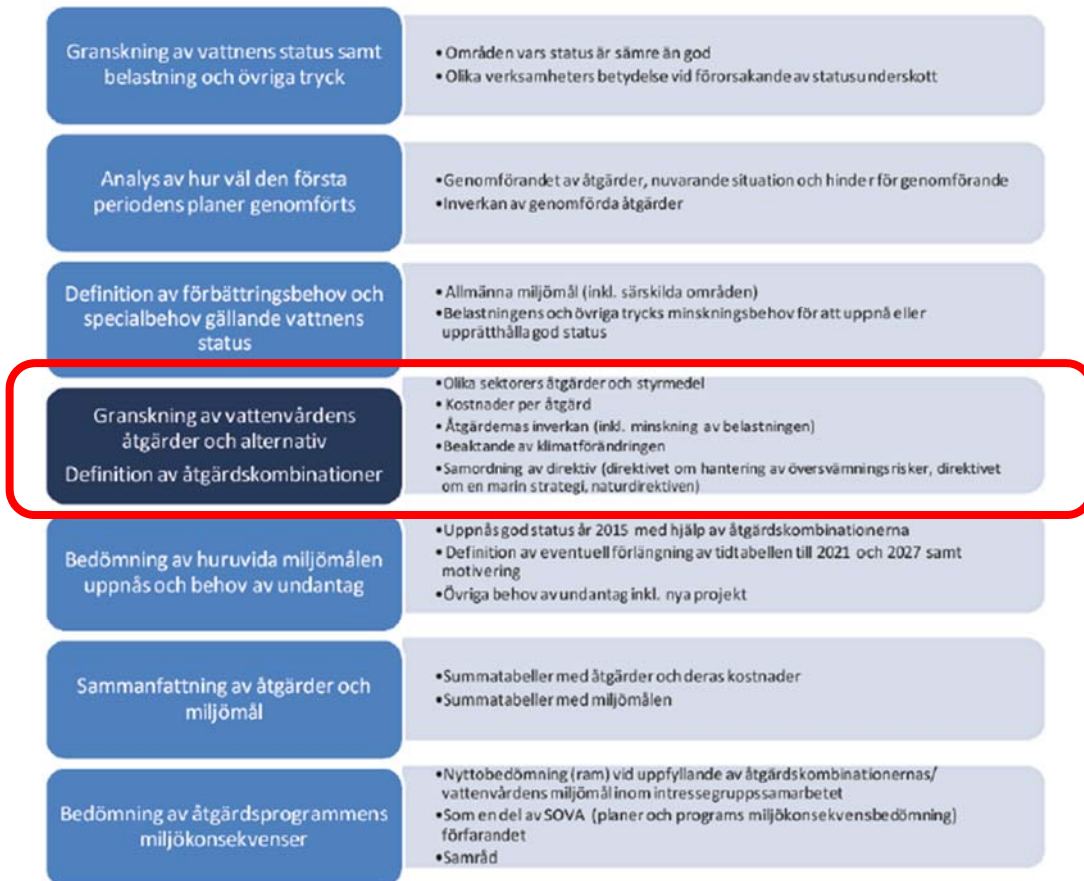 Granskning av vattnens status samt
belastning och övriga tryck
• Områden vars status är sämre än god
• Olika verksamheters betydelse vid förorsakande av statusunderskott
Analys av hur väl den första
periodens planer genomförts
•Genomförandet av åtgärder, nuvarande situation och hinder för genomförande
•Inverkan av genomförda åtgärder
Definition av förbättringsbehov och
specialbehov gällande vattnens
status
• Allmänna miljömål (inkl. särskilda områden)
•Belastningens och övriga trycks minskningsbehov för att uppnå eller
upprätthålla god status
Granskning av vattenvårdens
åtgärder och alternativ
Definition av åtgärdskombinationer
•Olika sektorers åtgärder och styrmedel
• Kostnader per åtgärd
• Åtgärdernas inverkan (inkl. minskning av belastningen)
•Beaktande av klimatförändringen
•Samordning av direktiv (direktivet om hantering av översvämningsrisker, direktivet
om en marin strategi, naturdirektiven)
Bedömning av huruvida miljömålen
uppnås och behov av undantag
•Uppnås god status år 2015 med hjälp av åtgärdskombinationerna
• Definition av eventuell förlängning av tidtabellen till 2021 och 2027 samt
motivering
•Övriga behov av undantag inkl. nya projekt
Sammanfattning av åtgärder och
miljömål
•Summatabeller med åtgärder och deras kostnader
•Summatabeller med miljömålen
Bedömning av åtgärdsprogrammens
miljökonsekvenser
•Nyttobedömning (ram) vid uppfyllande av åtgärdskombinationernas/
vattenvårdens miljömål inom intressegruppssamarbetet
•Som en del av SOVA (planer och programs miljökonsekvensbedömning)
förfarandet
•Samråd